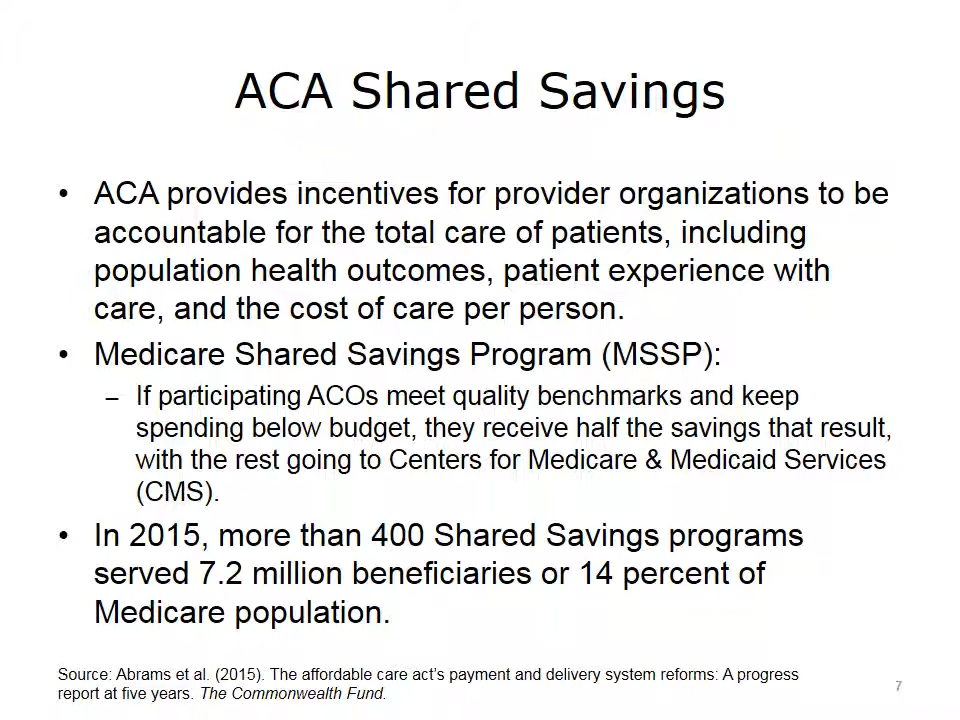 ACA Shared Savings
• ACA provides incentives for provider organizations to be
accountable for the total care of patients, including
population health outcomes, patient experience with
care, and the cost of care per person.
• Medicare Shared Savings Program (MSSP):
– If participating ACOs meet quality benchmarks and keep
spending below budget, they receive half the savings that result,
with the rest going to Centers for Medicare & Medicaid Services
(CMS).
• In 2015, more than 400 Shared Savings programs
served 7.2 million beneficiaries or 14 percent of
Medicare population.
Source: Abrams et al. (2015). The affordable care act's payment and delivery system reforms: A progress
report at five years. The Commonwealth Fund.
7